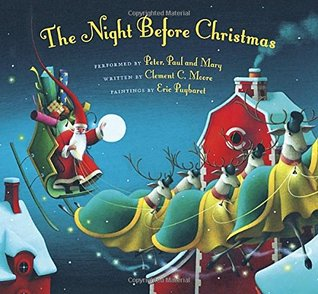 The Night Before Christmas
PERFORMED BY Peter, Paul and Mary
WRITTEN BY Clement C. Moore
PAINTINGS BY Eric Puybaret